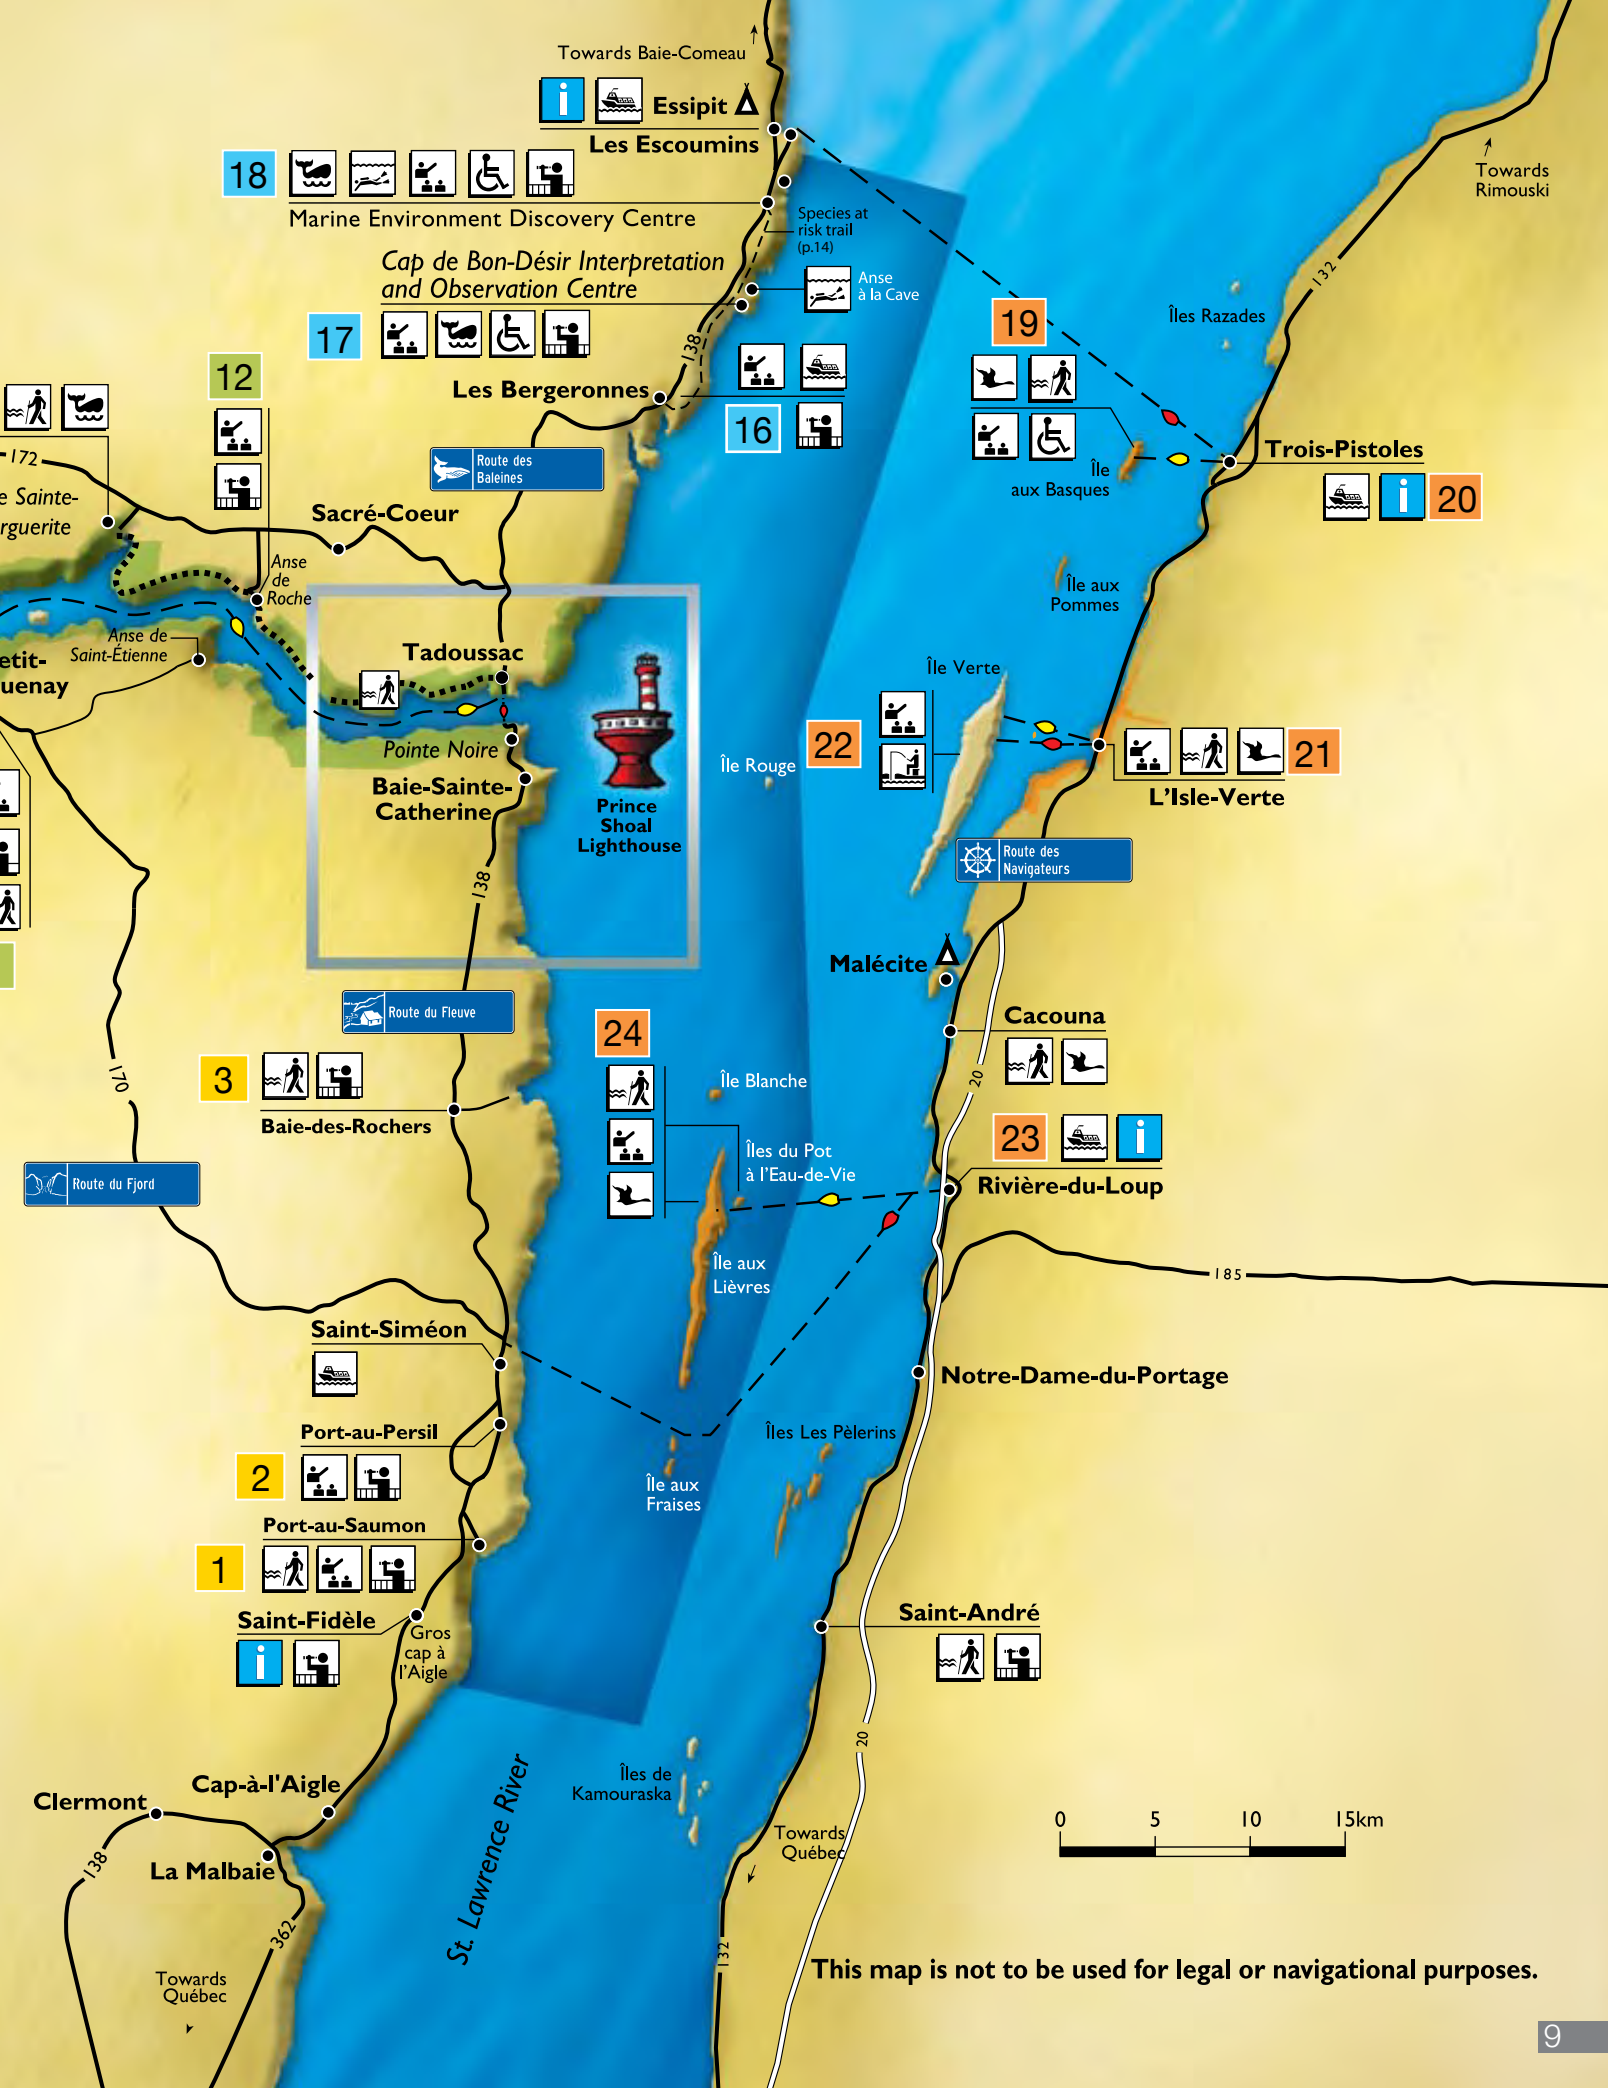 Towards Baie-Comeau
i
Essipit
Les Escoumins
18
Marine Environment Discovery Centre
Species at
risk trail
(p.14)
Towards
Rimouski
132
Cap de Bon-Désir Interpretation
and Observation Centre
Anse
à la Cave
17
138
19
Îles Razades
12
Les Bergeronnes
16
Route des
Baleines
172
e Sainte-
rguerite
Sacré-Coeur
Île
aux Basques
Trois-Pistoles
i
20
Anse
de
Roche
Île aux
Pommes
Anse de
Saint-Étienne
etit-
uenay
Tadoussac
Pointe Noire
Baie-Sainte-
Catherine
Prince
Shoal
Lighthouse
Île Rouge
Île Verte
22
21
L'Isle-Verte
Route des
Navigateurs
138
Malécite
Route du Fleuve
24
Cacouna
20
170
3
Baie-des-Rochers
Île Blanche
Îles du Pot
à l'Eau-de-Vie
23
i
Rivière-du-Loup
Route du Fjord
Île aux
Lièvres
185
Saint-Siméon
Notre-Dame-du-Portage
Port-au-Persil
2
Îles Les Pèlerins
Île aux
Fraises
Port-au-Saumon
1
Saint-Fidèle
i
Gros
cap à
l'Aigle
Saint-André
20
Îles de
Kamouraska
St. Lawrence River
Cap-à-l'Aigle
Clermont
138
La Malbaie
362
Towards
Québec
Towards
Québec
132
0 5 10 15km
This map is not to be used for legal or navigational purposes.
9